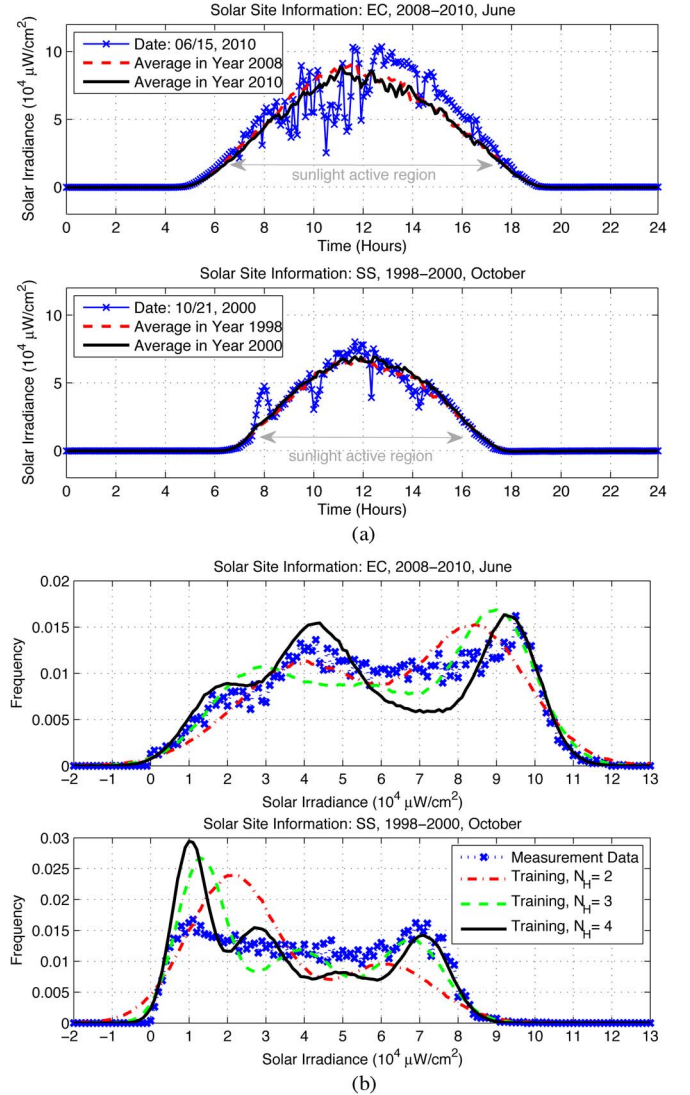 Solar Site Information: EC, 2008−2010, June
Solar Irradiance (10⁴ μW/cm²)
10
5
0
Date: 06/15, 2010
Average in Year 2008
Average in Year 2010
sunlight active region
0 2 4 6 8 10 12 14 16 18 20 22 24
Time (Hours)
Solar Site Information: SS, 1998−2000, October
Solar Irradiance (10⁴ μW/cm²)
10
5
0
Date: 10/21, 2000
Average in Year 1998
Average in Year 2000
sunlight active region
0 2 4 6 8 10 12 14 16 18 20 22 24
Time (Hours)
(a)
Solar Site Information: EC, 2008−2010, June
Frequency
0.02
0.015
0.01
0.005
0
−2 −1 0 1 2 3 4 5 6 7 8 9 10 11 12 13
Solar Irradiance (10⁴ μW/cm²)
Solar Site Information: SS, 1998−2000, October
Frequency
0.03
0.025
0.02
0.015
0.01
0.005
0
Measurement Data
Training, N_H= 2
Training, N_H= 3
Training, N_H= 4
−2 −1 0 1 2 3 4 5 6 7 8 9 10 11 12 13
Solar Irradiance (10⁴ μW/cm²)
(b)